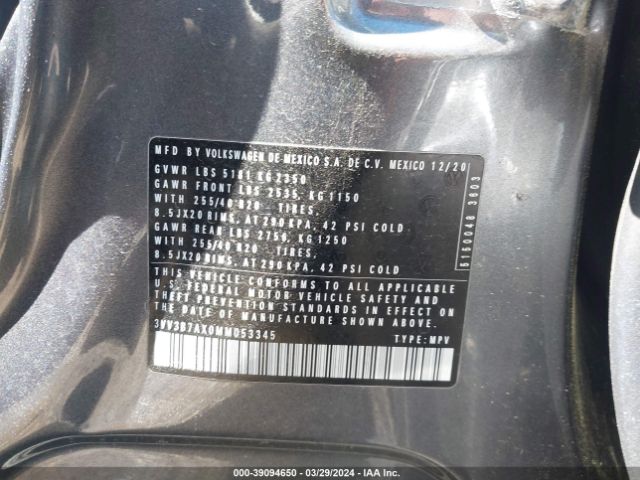 MFD BY VOLKSWAGEN DE MEXICO S.A. DE C.V. MEXICO 12/20
GVWR LBS 5181 KG 2350
GAWR FRONT LBS 2535, KG 1150
WITH 255/40 R20 TIRES,
8.5JX20 RIMS, AT 290 KPA, 42 PSI COLD
GAWR REAR LBS 2756, KG 1250
WITH 255/40 R20 TIRES,
8.5JX20 RIMS, AT 290 KPA, 42 PSI COLD
THIS VEHICLE CONFORMS TO ALL APPLICABLE
U.S. FEDERAL MOTOR VEHICLE SAFETY AND
THEFT PREVENTION STANDARDS IN EFFECT ON
THE DATE OF MANUFACTURE SHOWN ABOVE.
3VV3B7AX0MM053345 TYPE: MPV
5150048 3603
000-39094650 / 03/29/2024 - IAA Inc.